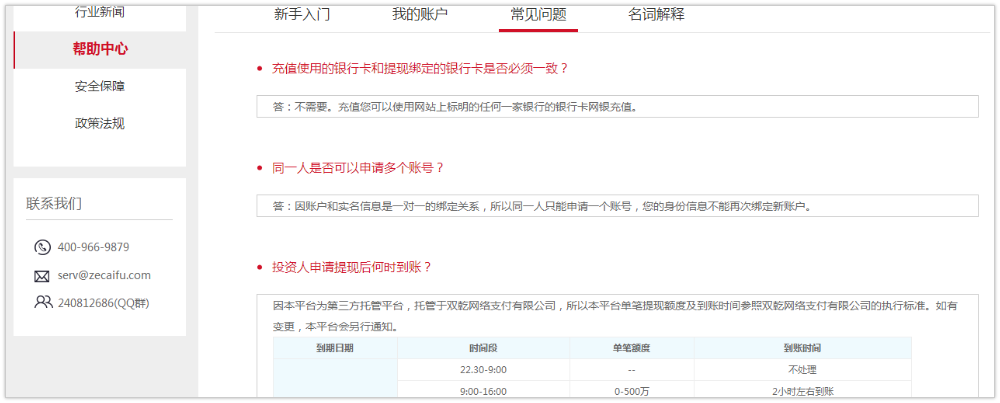 行业新闻
帮助中心
安全保障
政策法规
联系我们
400-966-9879
serv@zecaifu.com
240812686(QQ群)
新手入门 我的账户 常见问题 名词解释
充值使用的银行卡和提现绑定的银行卡是否必须一致？
答：不需要。充值您可以使用网站上标明的任何一家银行的银行卡网银充值。
同一人是否可以申请多个账号？
答：因账户和实名信息是一对一的绑定关系，所以同一人只能申请一个账号，您的身份信息不能再次绑定新账户。
投资人申请提现后何时到账？
因本平台为第三方托管平台，托管于双乾网络支付有限公司，所以本平台单笔提现额度及到账时间参照双乾网络支付有限公司的执行标准。如有
变更，本平台会另行通知。
到期日期 时间段 单笔额度 到账时间
22.30-9:00 -- 不处理
9:00-16:00 0-500万 2小时左右到账